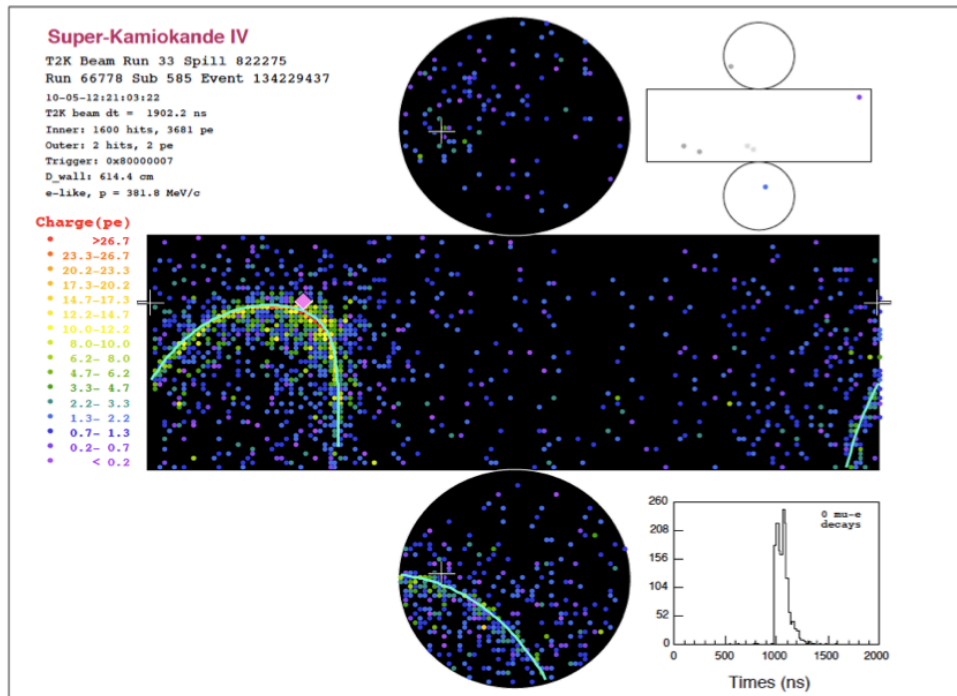 Super-Kamiokande IV
T2K Beam Run 33 Spill 822275
Run 66778 Sub 585 Event 134229437
10-05-12:21:03:22
T2K beam dt = 1902.2 ns
Inner: 1600 hits, 3681 pe
Outer: 2 hits, 2 pe
Trigger: 0x80000007
D_wall: 614.4 cm
e-like, p = 381.8 MeV/c
Charge(pe)
>26.7
23.3-26.7
20.2-23.3
17.3-20.2
14.7-17.3
12.2-14.7
10.0-12.2
8.0-10.0
6.2- 8.0
4.7- 6.2
3.3- 4.7
2.2- 3.3
1.3- 2.2
0.7- 1.3
0.2- 0.7
< 0.2
0 mu-e
decays
260
208
156
104
52
0
0 500 1000 1500 2000
Times (ns)